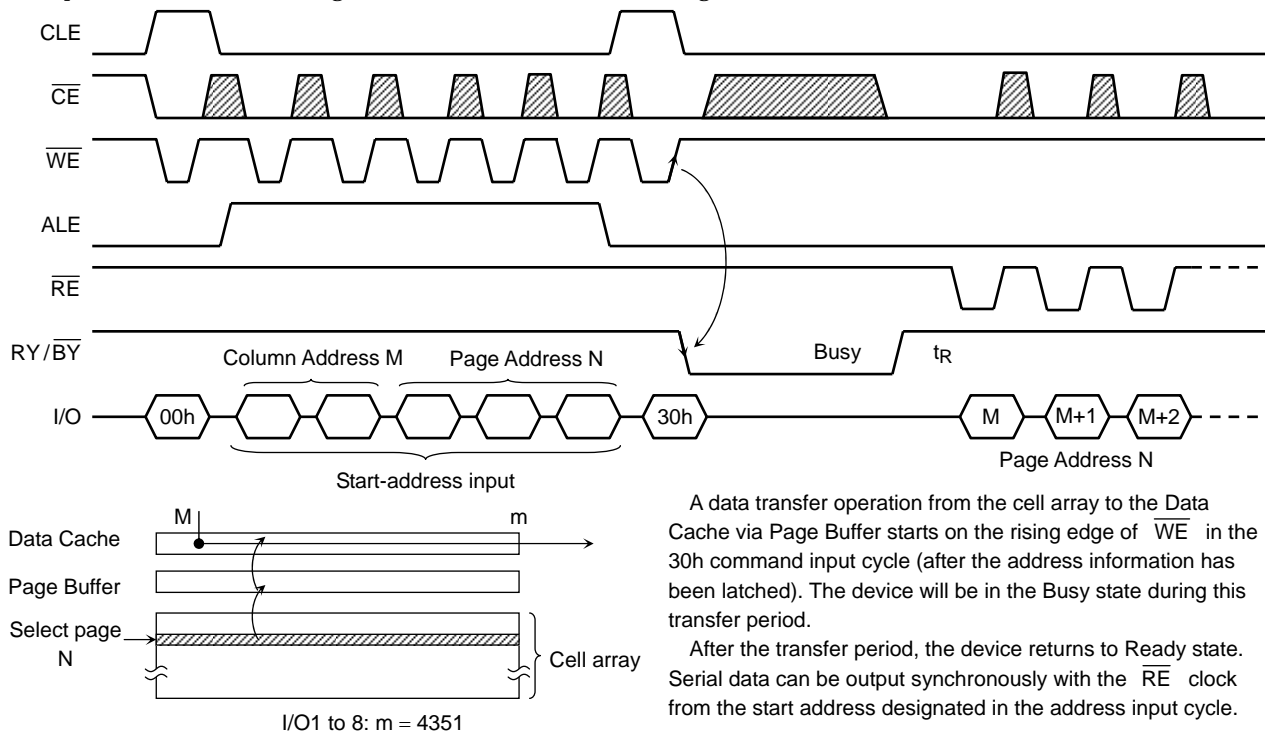 CLE
CE
WE
ALE
RE
RY/BY
Busy
tR
Column Address M
Page Address N
I/O
00h
30h
M
M+1
M+2
Page Address N
Start-address input
M
m
Data Cache
Page Buffer
Select page
N
Cell array
I/O1 to 8: m = 4351
A data transfer operation from the cell array to the Data
Cache via Page Buffer starts on the rising edge of WE in the
30h command input cycle (after the address information has
been latched). The device will be in the Busy state during this
transfer period.
After the transfer period, the device returns to Ready state.
Serial data can be output synchronously with the RE clock
from the start address designated in the address input cycle.